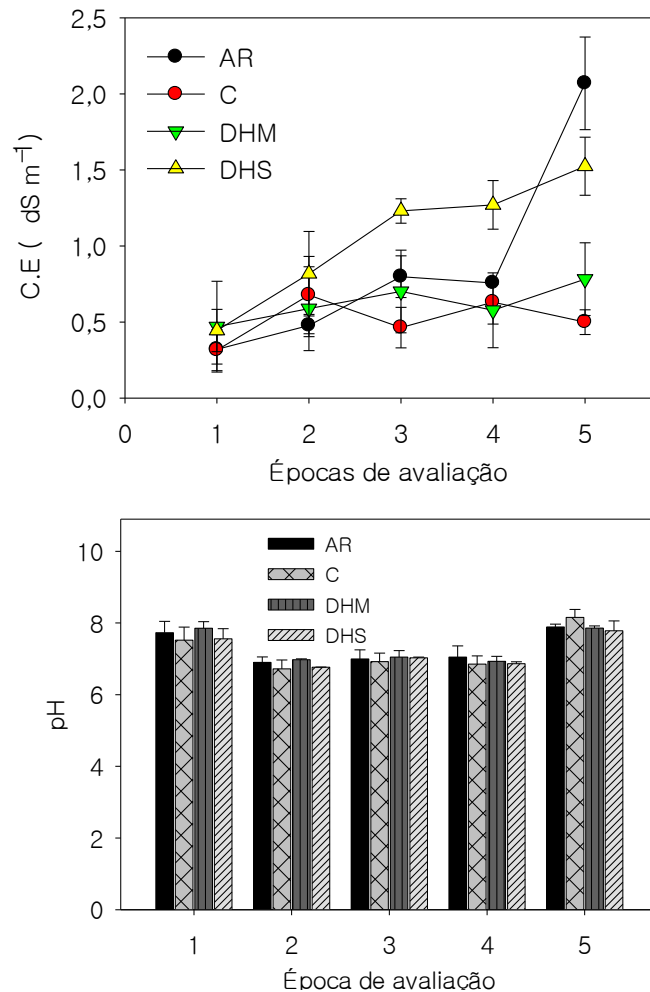 2,5
2,0
1,5
1,0
0,5
0,0
C.E ( dS m⁻¹)
AR
C
DHM
DHS
0 1 2 3 4 5
Épocas de avaliação
10
8
6
4
2
0
pH
AR
C
DHM
DHS
1 2 3 4 5
Época de avaliação